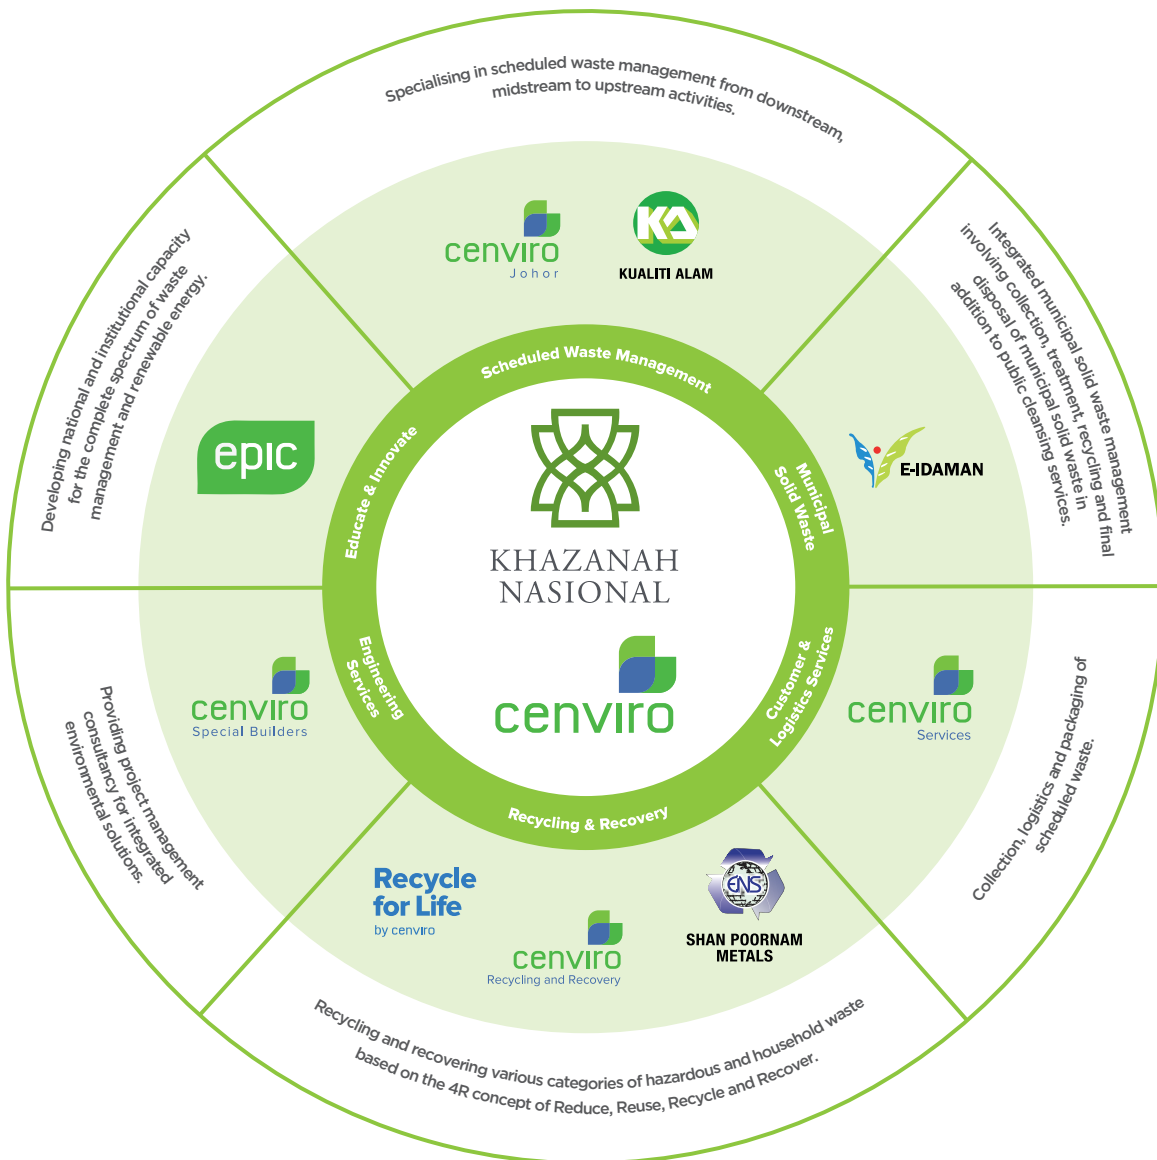 Specialising in scheduled waste management from downstream,
midstream to upstream activities.
cenviro
Johor
KA
KUALITI ALAM
Scheduled Waste Management
Integrated municipal solid waste management
involving collection, treatment, recycling and final
disposal of municipal solid waste in
addition to public cleansing services.
E-IDAMAN
Municipal
Solid Waste
Collection, logistics and packaging of
scheduled waste.
cenviro
Services
Customer &
Logistics Services
Recycling & Recovery
Recycle
for Life
by cenviro
cenviro
Recycling and Recovery
ENS
SHAN POORNAM
METALS
Recycling and recovering various categories of hazardous and household waste
based on the 4R concept of Reduce, Reuse, Recycle and Recover.
Providing project management
consultancy for integrated
environmental solutions.
cenviro
Special Builders
Engineering
Services
Developing national and institutional capacity
for the complete spectrum of waste
management and renewable energy.
epic
Educate & Innovate
KHAZANAH
NASIONAL
cenviro